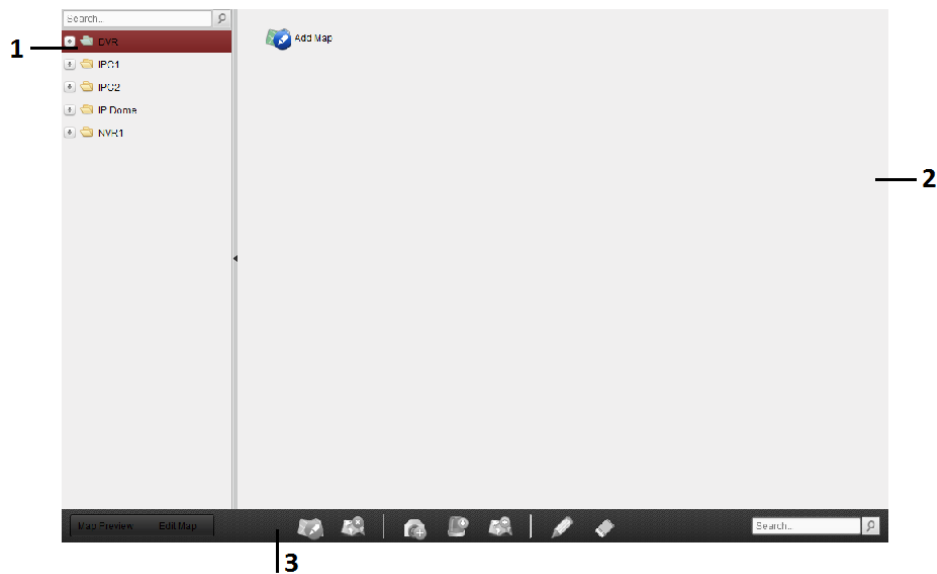 Search...
1
DVR
IPC1
IPC2
IP Dome
NVR1
Add Map
2
Map Preview Edit Map
Search...
3